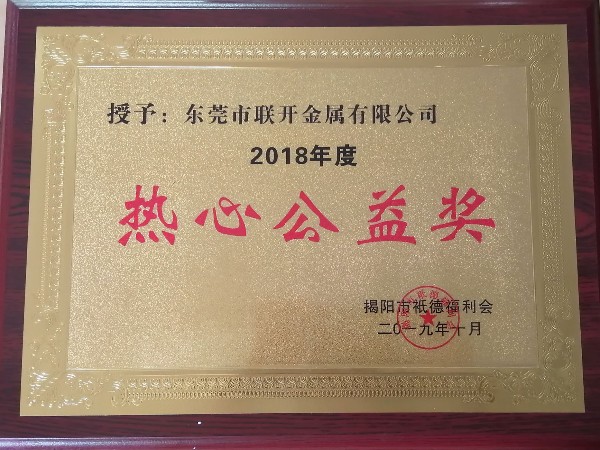 授予：东莞市联开金属有限公司
2018年度
热心公益奖
揭阳市祇德福利会
二0一九年十月